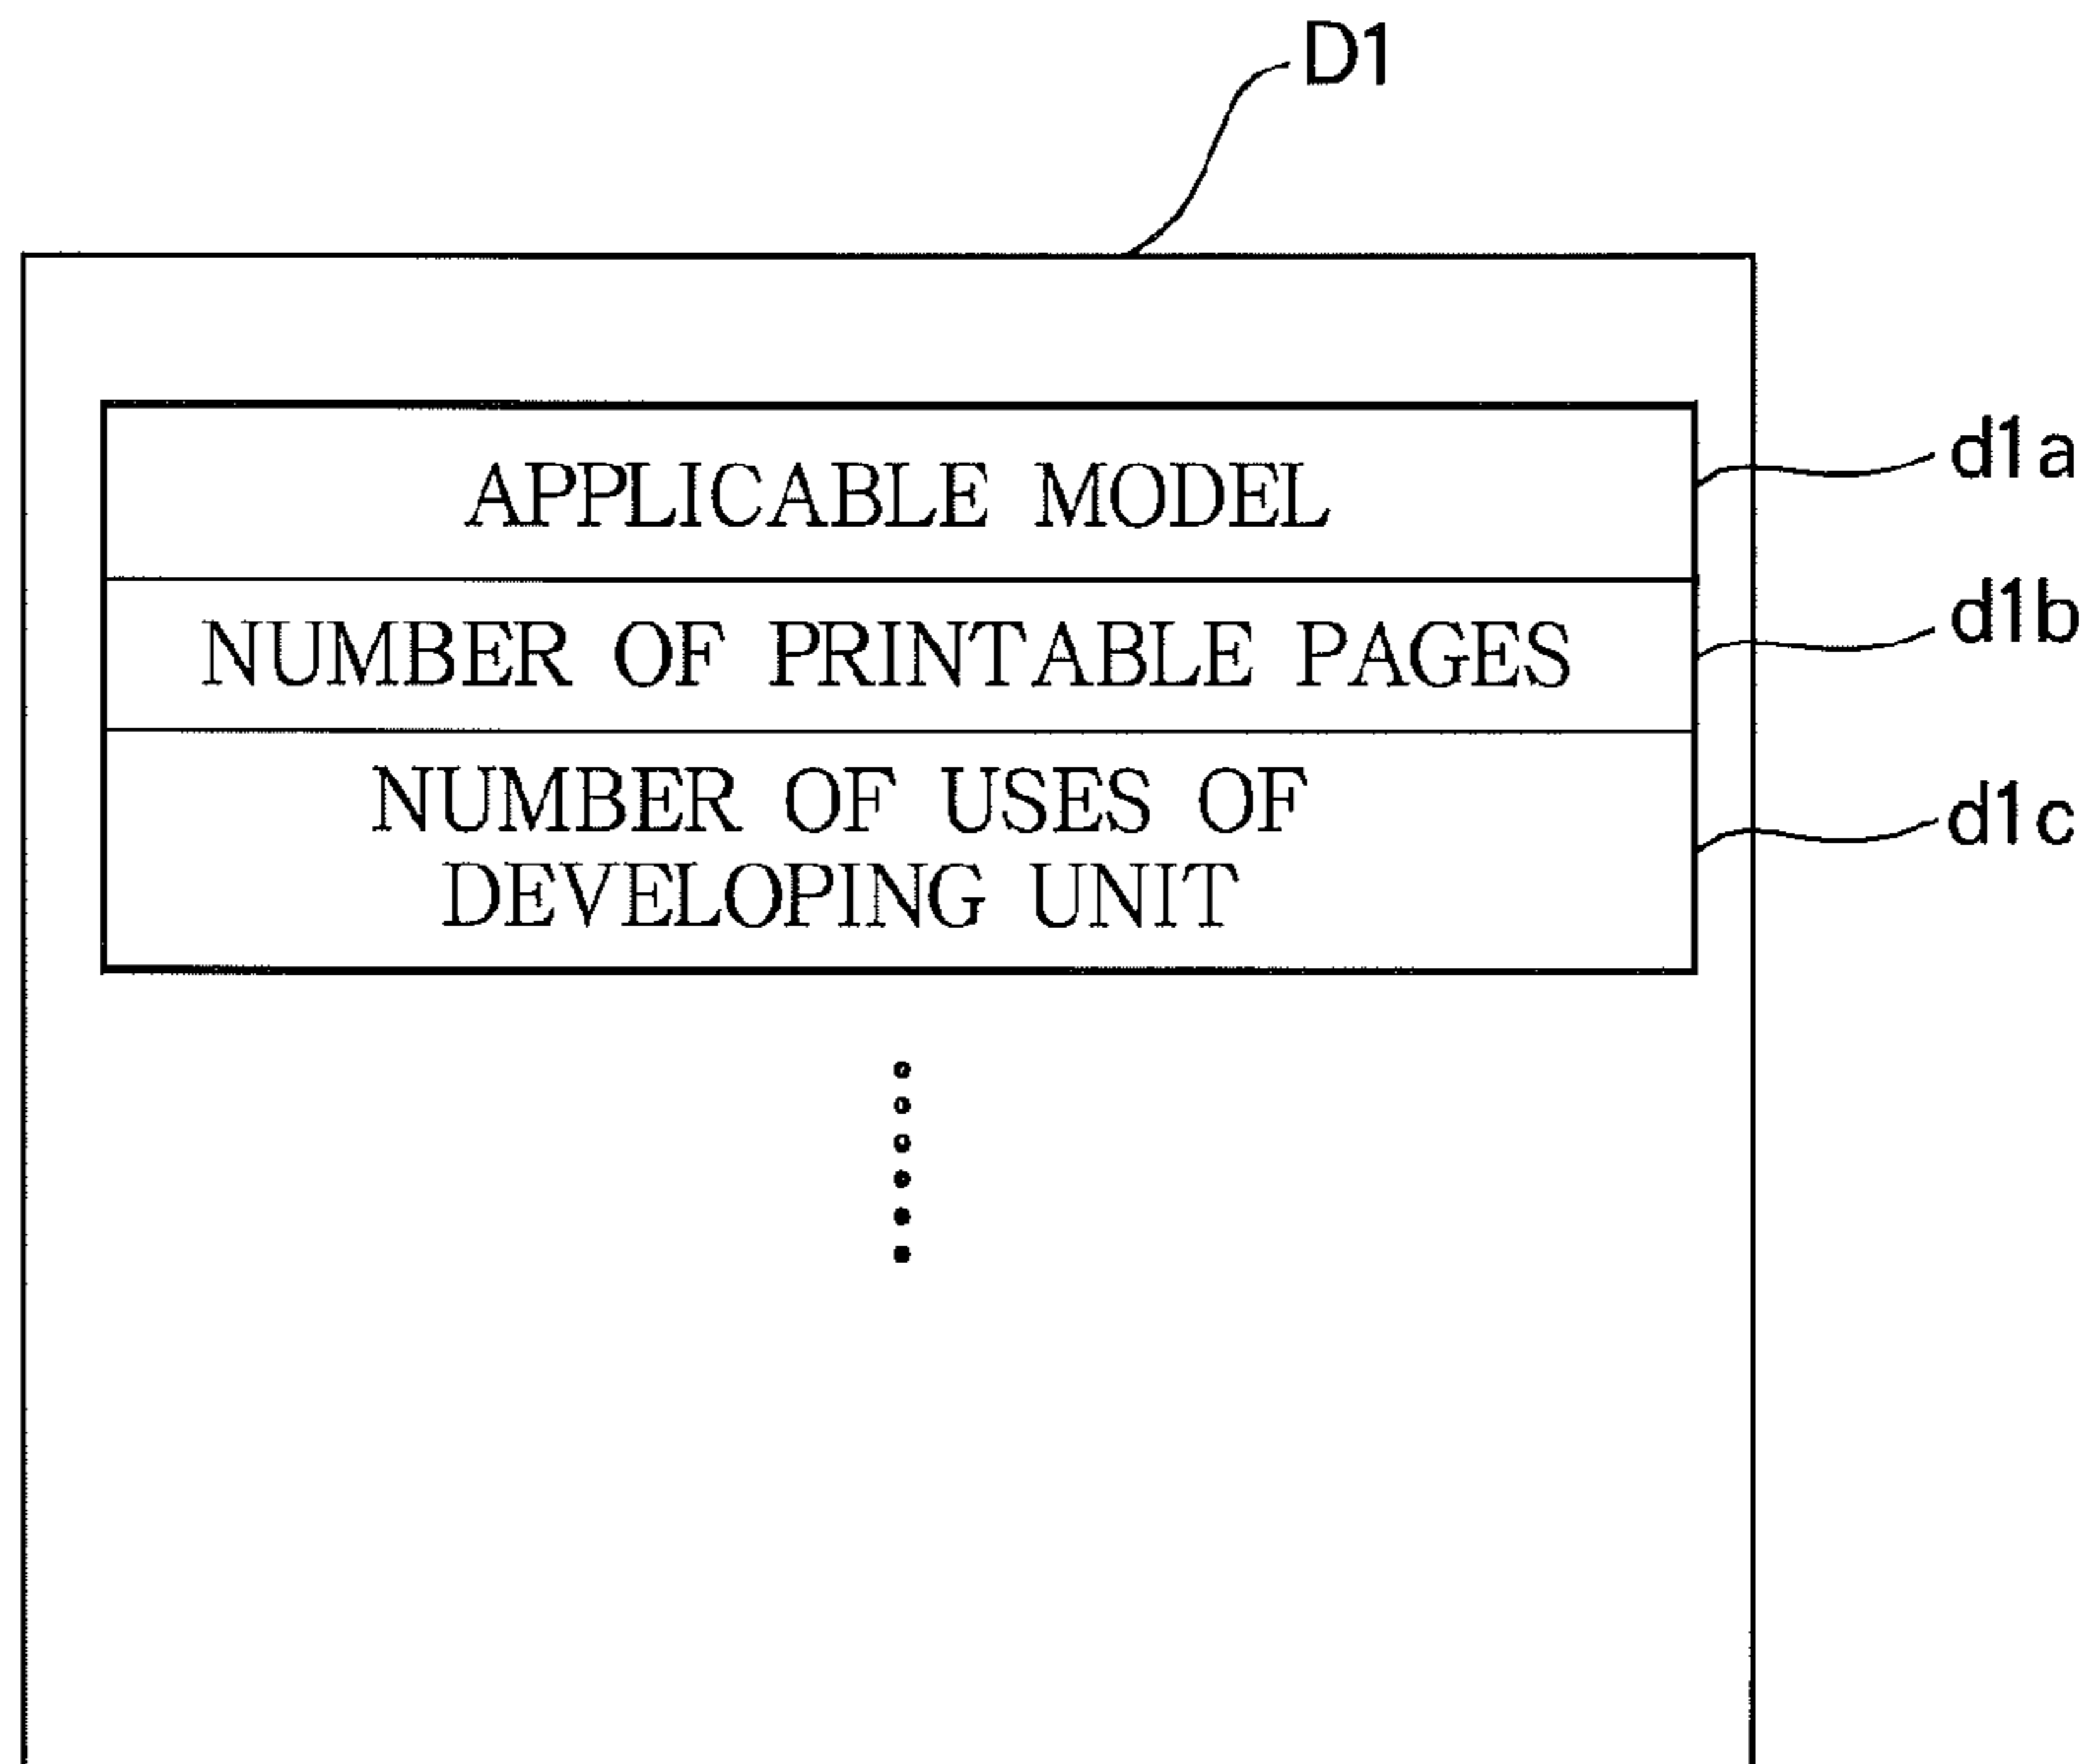 D1
APPLICABLE MODEL
d1a
NUMBER OF PRINTABLE PAGES
d1b
NUMBER OF USES OF
DEVELOPING UNIT
d1c